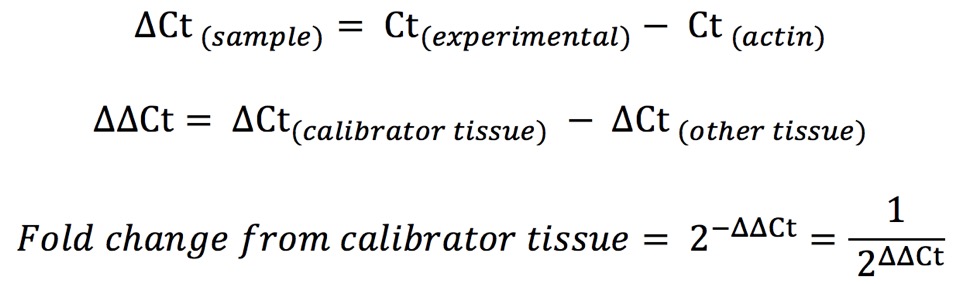 ΔCt (sample) = Ct(experimental) − Ct (actin)
ΔΔCt = ΔCt(calibrator tissue) − ΔCt (other tissue)
Fold change from calibrator tissue = 2^−ΔΔCt = 1/2^ΔΔCt